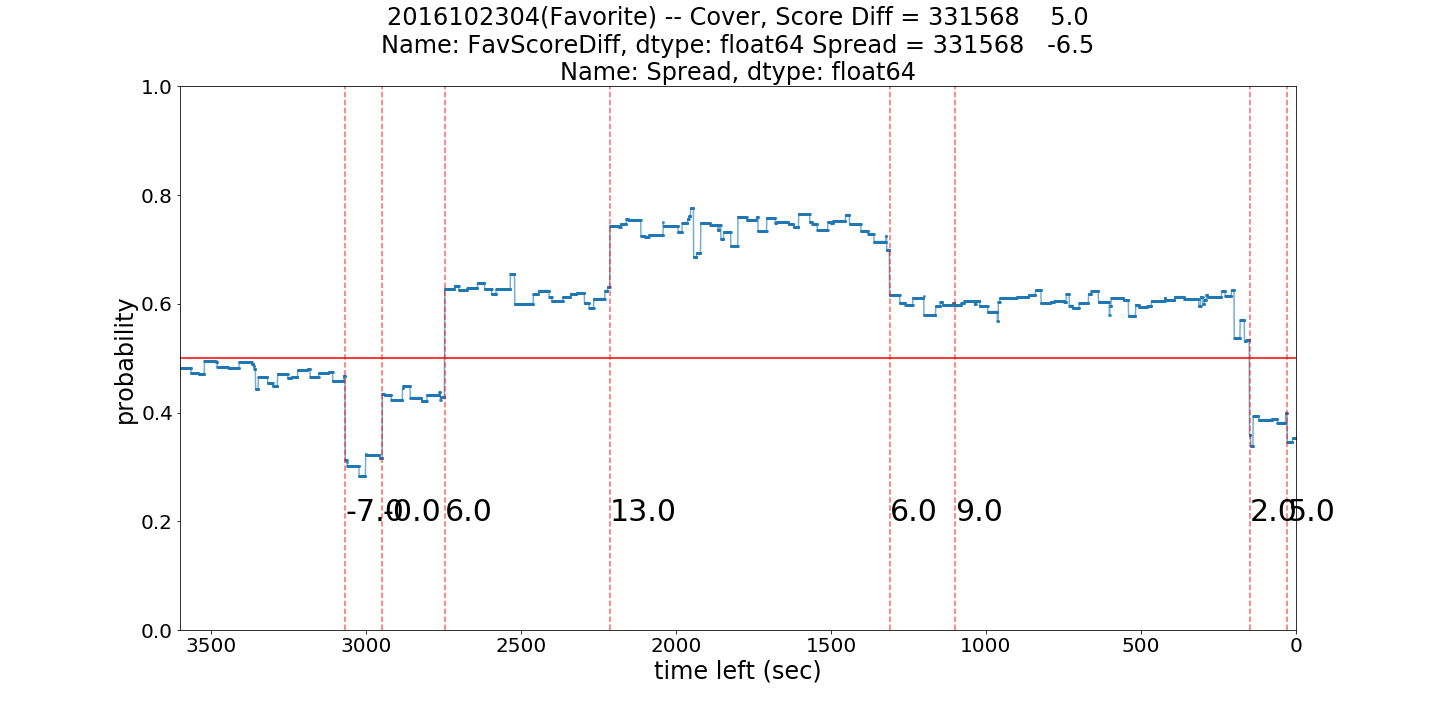 2016102304(Favorite) -- Cover, Score Diff = 331568    5.0
Name: FavScoreDiff, dtype: float64 Spread = 331568   -6.5
Name: Spread, dtype: float64
1.0
0.8
0.6
0.4
0.2
0.0
probability
-7.0
-0.0
6.0
13.0
6.0
9.0
2.0
5.0
3500 3000 2500 2000 1500 1000 500 0
time left (sec)